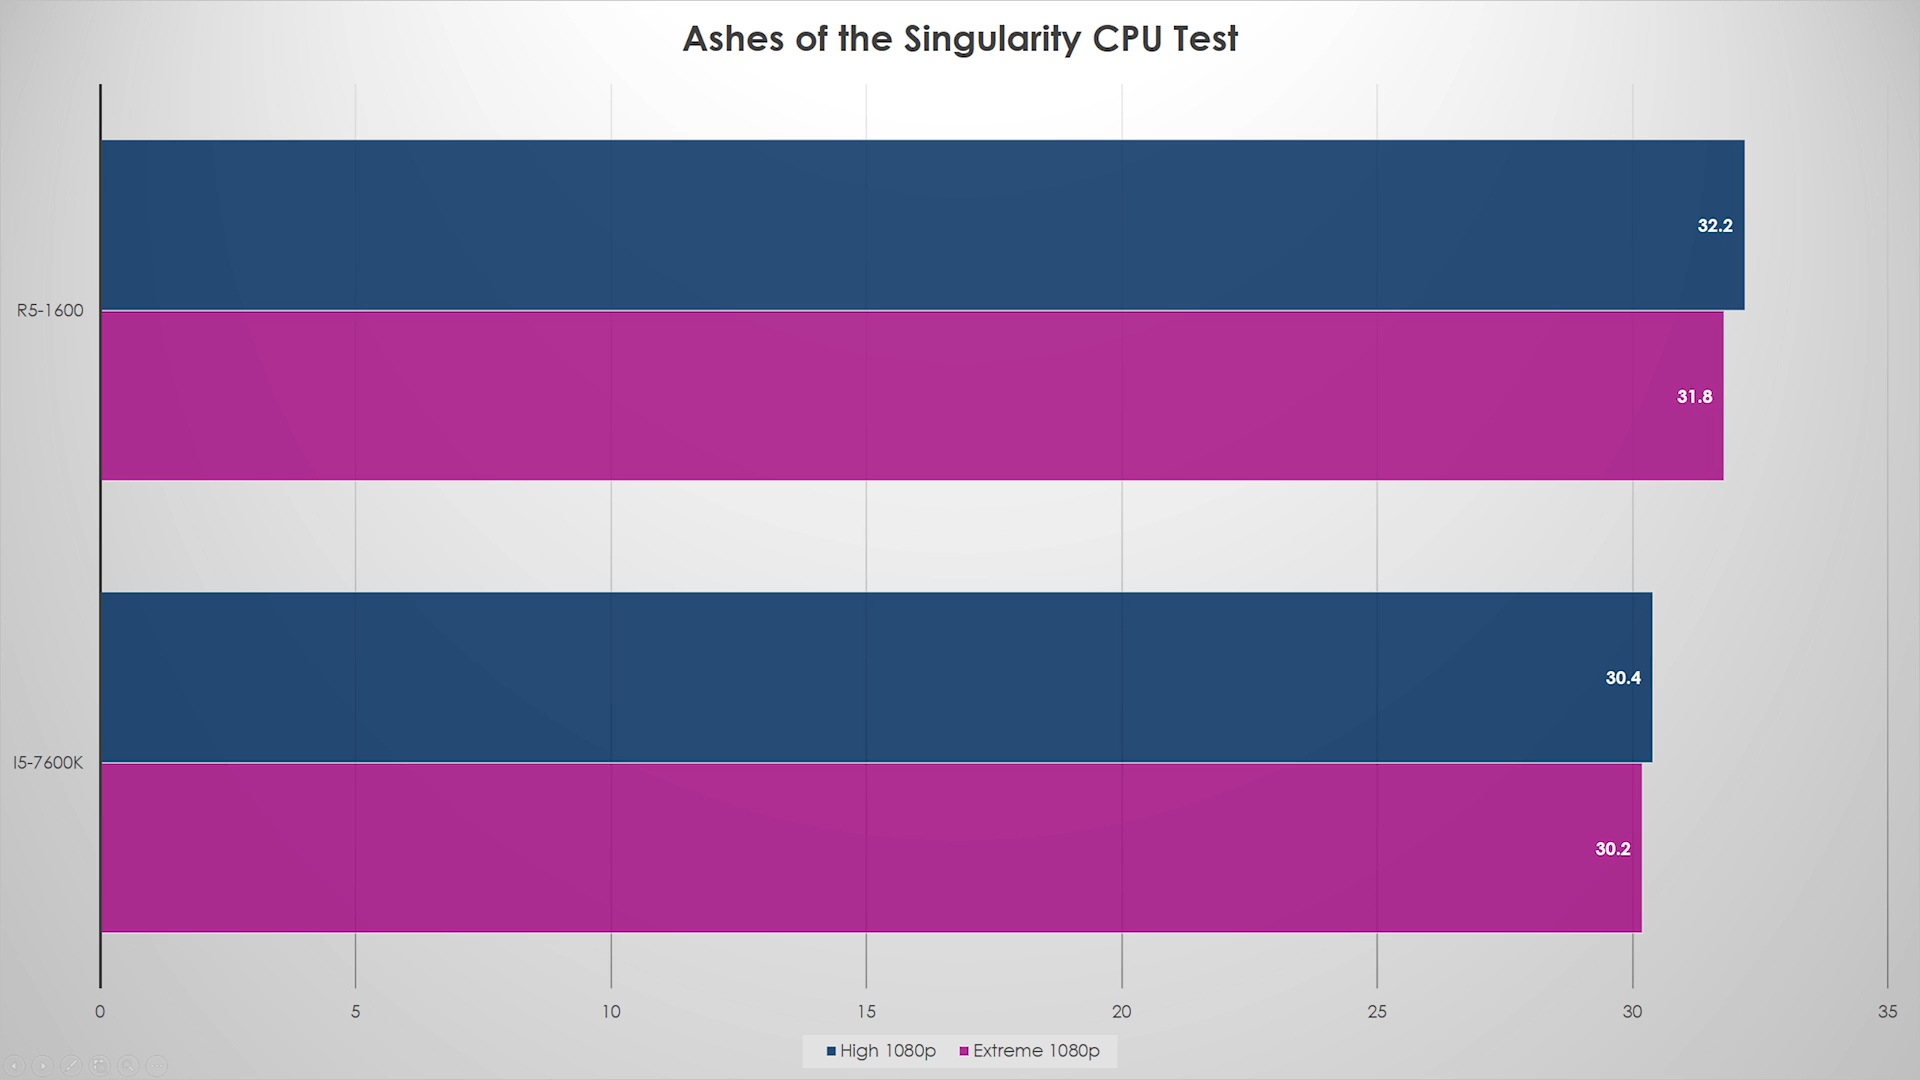 Ashes of the Singularity CPU Test
32.2
R5-1600
31.8
30.4
I5-7600K
30.2
0 5 10 15 20 25 30 35
High 1080p Extreme 1080p